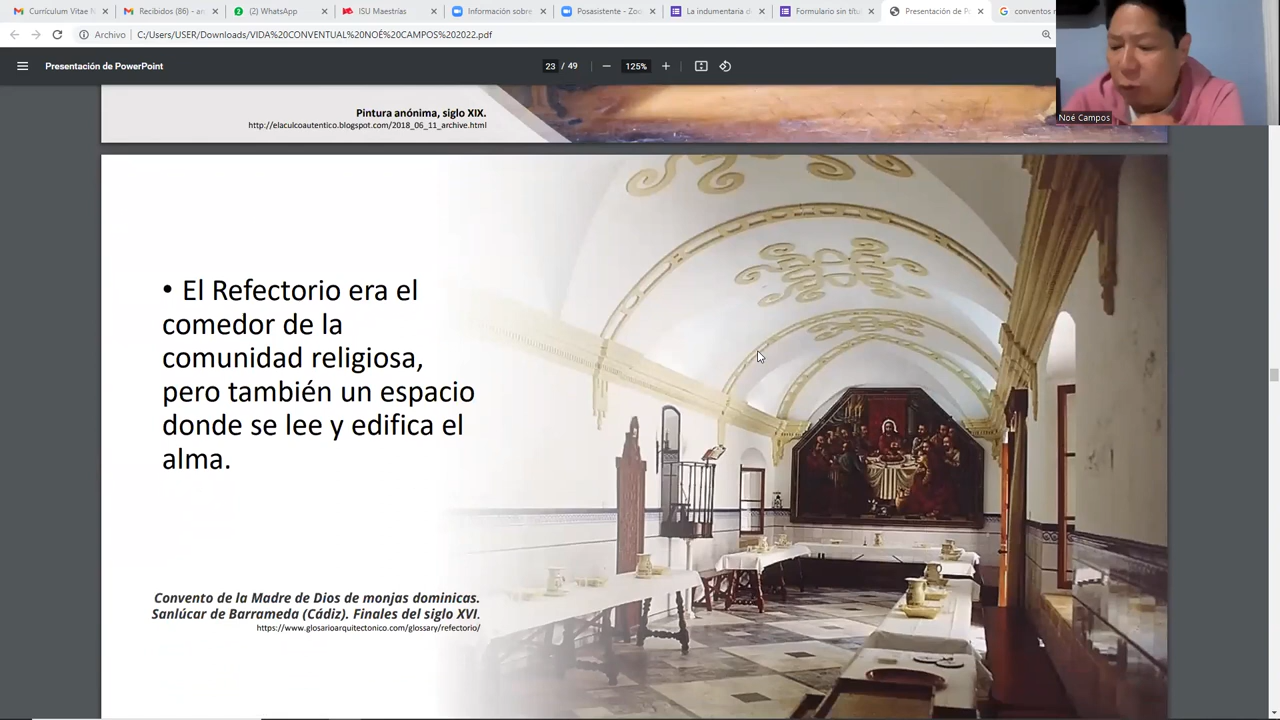 Currículum Vitae N
Recibidos (86) - an
(2) WhatsApp
ISU Maestrías
Información sobre
Posasistente - Zoo
La indumentaria d
Formulario sin títu
Presentación de P
conventos m
Archivo
C:/Users/USER/Downloads/VIDA%20CONVENTUAL%20NOÉ%20CAMPOS%202022.pdf
Presentación de PowerPoint
23 / 49
125%
Noé Campos
Pintura anónima, siglo XIX.
http://elaculcoautentico.blogspot.com/2018_06_11_archive.html
• El Refectorio era el
comedor de la
comunidad religiosa,
pero también un espacio
donde se lee y edifica el
alma.
Convento de la Madre de Dios de monjas dominicas.
Sanlúcar de Barrameda (Cádiz). Finales del siglo XVI.
https://www.glosarioarquitectonico.com/glossary/refectorio/